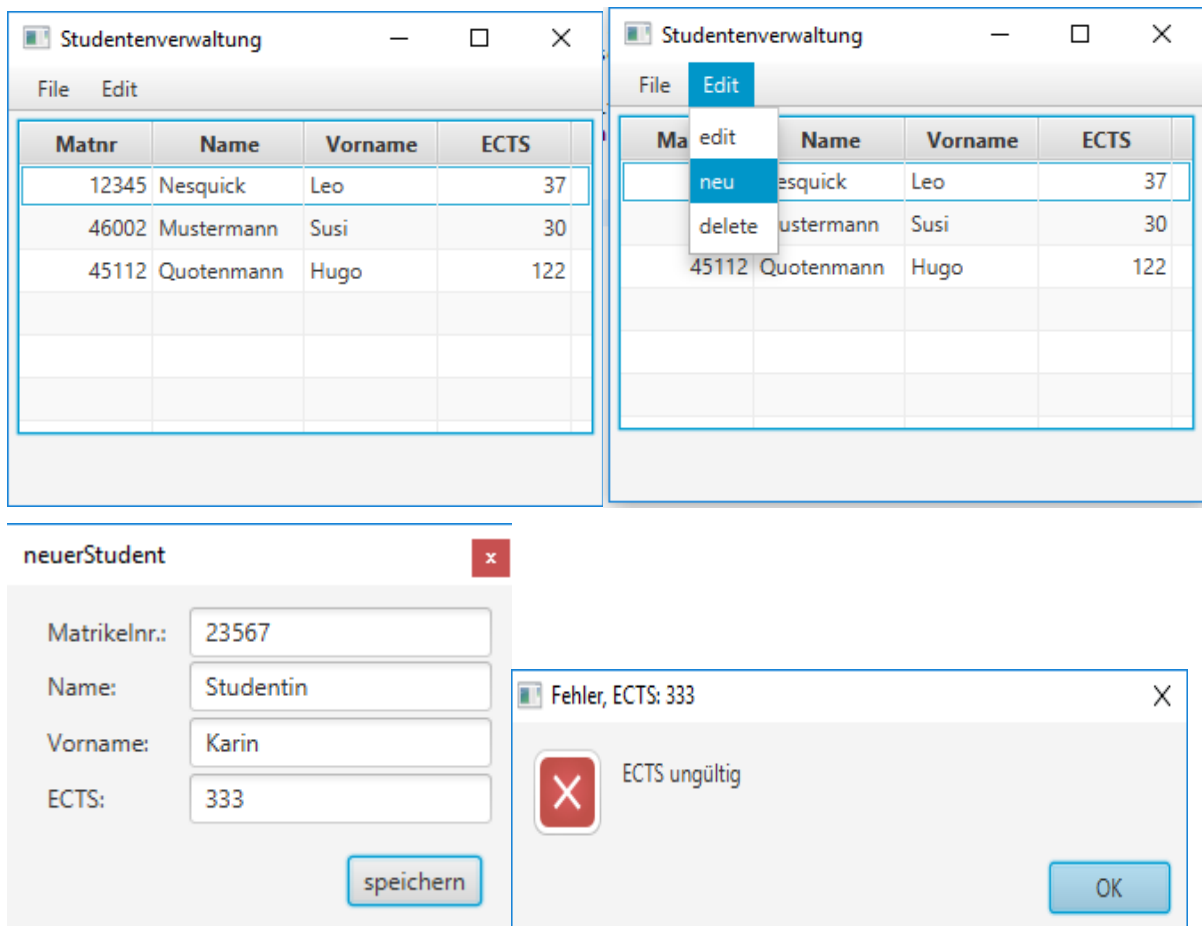 Studentenverwaltung
File Edit
Matnr Name Vorname ECTS
12345 Nesquick Leo 37
46002 Mustermann Susi 30
45112 Quotenmann Hugo 122
Studentenverwaltung
File Edit
Ma Name Vorname ECTS
edit
neu esquick Leo 37
delete ustermann Susi 30
45112 Quotenmann Hugo 122
neuerStudent
Matrikelnr.: 23567
Name: Studentin
Vorname: Karin
ECTS: 333
speichern
Fehler, ECTS: 333
ECTS ungültig
OK